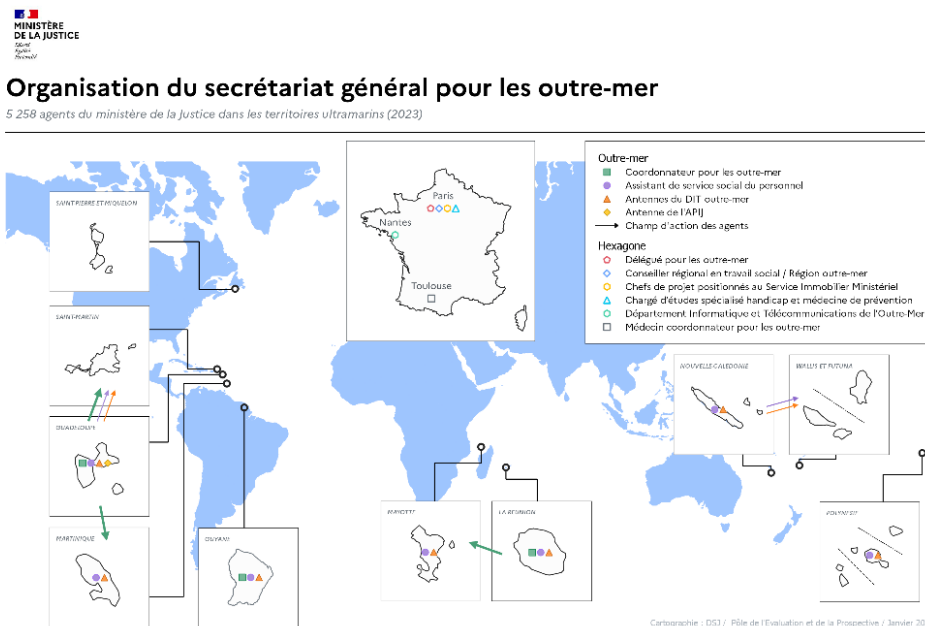 MINISTÈRE
DE LA JUSTICE
Liberté
Égalité
Fraternité
Organisation du secrétariat général pour les outre-mer
5 258 agents du ministère de la Justice dans les territoires ultramarins (2023)
SAINT PIERRE ET MIQUELON
SAINT-MARTIN
GUADELOUPE
MARTINIQUE
GUYANE
Paris
Nantes
Toulouse
Outre-mer
Coordonnateur pour les outre-mer
Assistant de service social du personnel
Antennes du DIT outre-mer
Antenne de l'APIJ
Champ d'action des agents
Hexagone
Délégué pour les outre-mer
Conseiller régional en travail social / Région outre-mer
Chefs de projet positionnés au Service Immobilier Ministériel
Chargé d'études spécialisé handicap et médecine de prévention
Département Informatique et Télécommunications de l'Outre-Mer
Médecin coordonnateur pour les outre-mer
NOUVELLE CALEDONIE
WALLIS ET FUTUNA
MAYOTTE
LA REUNION
POLYNESIE
Cartographie : DSJ / Pôle de l'Evaluation et de la Prospective / Janvier 20